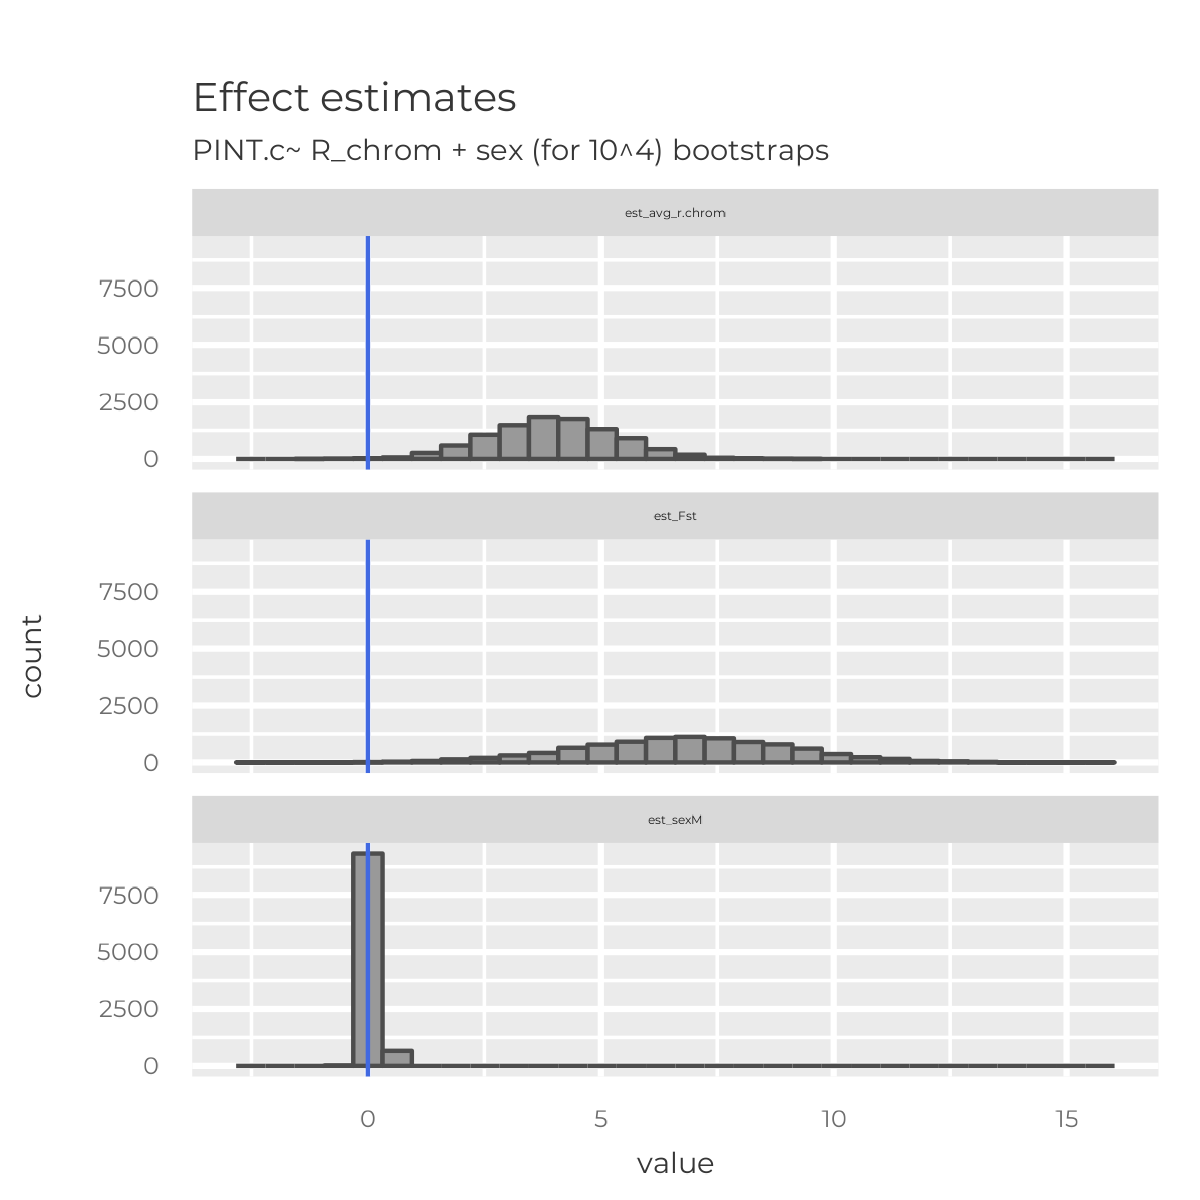 Effect estimates
PINT.c~ R_chrom + sex (for 10^4) bootstraps
est_avg_r.chrom
7500
5000
2500
0
est_Fst
7500
5000
2500
0
count
est_sexM
7500
5000
2500
0
0 5 10 15
value